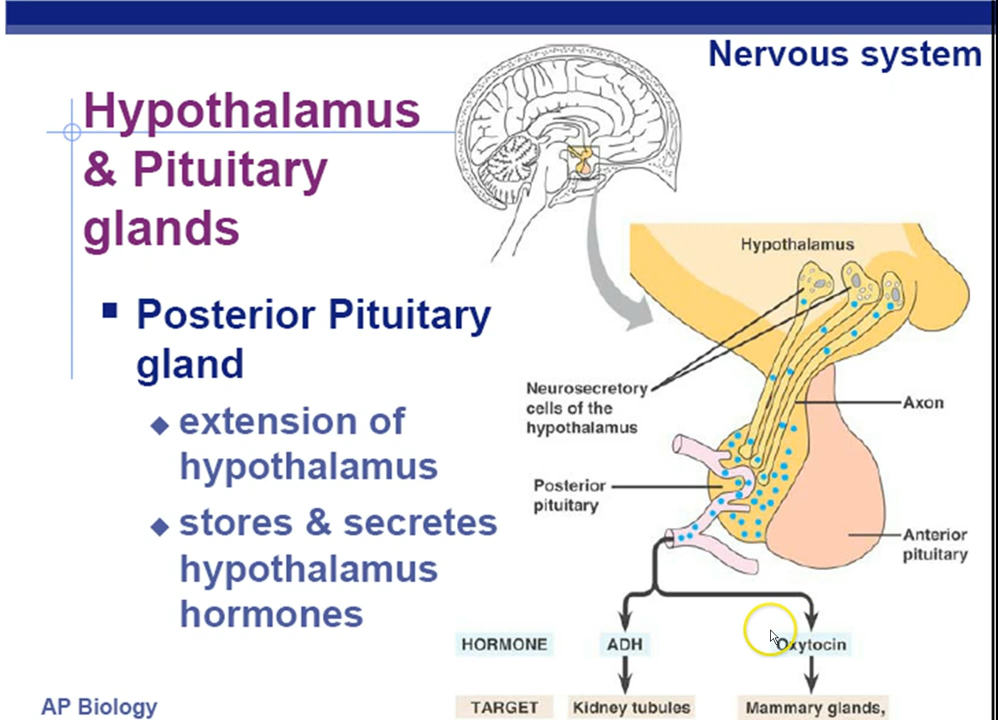 Nervous system
Hypothalamus
& Pituitary
glands
Posterior Pituitary
gland
extension of
hypothalamus
stores & secretes
hypothalamus
hormones
Hypothalamus
Neurosecretory
cells of the
hypothalamus
Axon
Posterior
pituitary
Anterior
pituitary
HORMONE ADH Oxytocin
TARGET Kidney tubules Mammary glands,
AP Biology